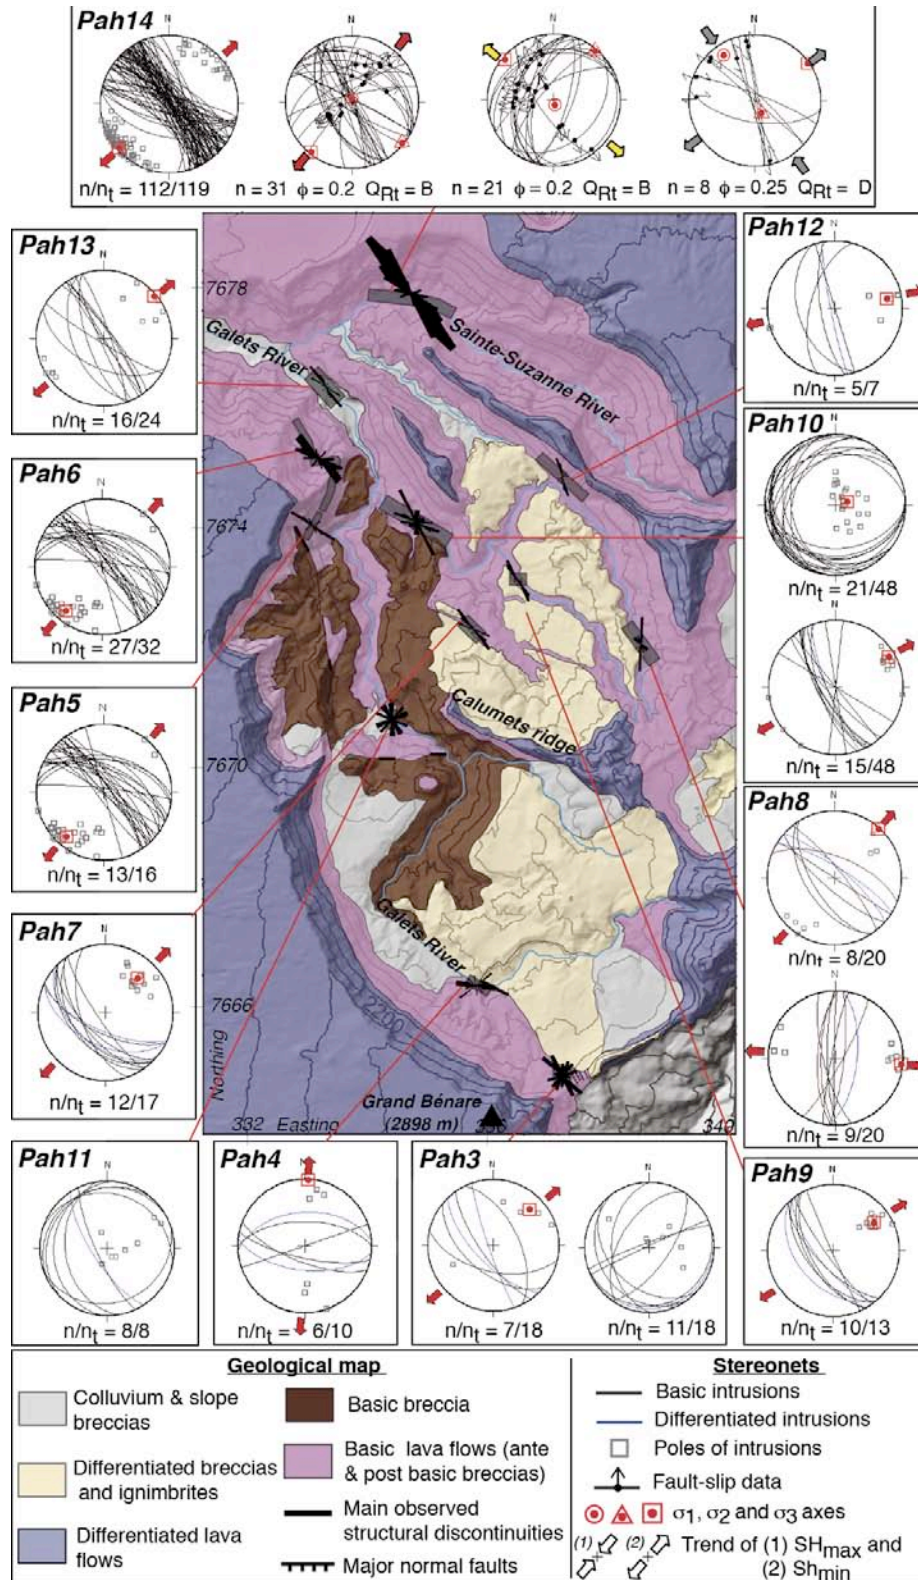 Pah14
N
N
N
N
n/nt = 112/119
n = 31 ϕ = 0.2 QRt = B
n = 21 ϕ = 0.2 QRt = B
n = 8 ϕ = 0.25 QRt = D
Pah13
N
n/nt = 16/24
Pah6
N
n/nt = 27/32
Pah5
N
n/nt = 13/16
Pah7
N
n/nt = 12/17
7678
7674
7670
7666
Northing
332 Easting
340
Galets River
Sainte-Suzanne River
Calumets ridge
Galets River
2200
Grand Bénare
(2898 m)
Pah12
N
n/nt = 5/7
Pah10
N
n/nt = 21/48
N
n/nt = 15/48
Pah8
N
n/nt = 8/20
N
n/nt = 9/20
Pah11
N
n/nt = 8/8
Pah4
N
n/nt = 6/10
Pah3
N
n/nt = 7/18
N
n/nt = 11/18
Pah9
N
n/nt = 10/13
Geological map
Colluvium & slope
breccias
Differentiated breccias
and ignimbrites
Differentiated lava
flows
Basic breccia
Basic lava flows (ante
& post basic breccias)
Main observed
structural discontinuities
Major normal faults
Stereonets
Basic intrusions
Differentiated intrusions
Poles of intrusions
Fault-slip data
σ1, σ2 and σ3 axes
(1) (2) Trend of (1) SHmax and
(2) Shmin